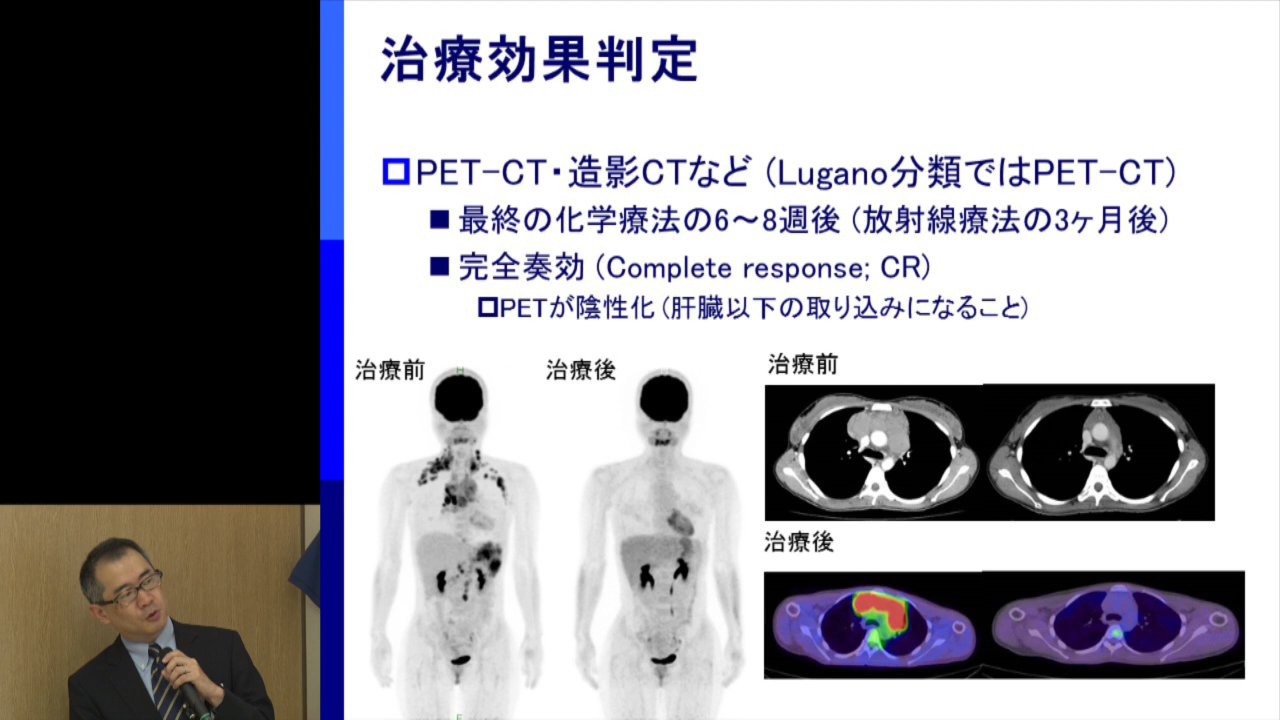 治療効果判定
PET-CT・造影CTなど (Lugano分類ではPET-CT)
最終の化学療法の6～8週後 (放射線療法の3ヶ月後)
完全奏効 (Complete response; CR)
PETが陰性化 (肝臓以下の取り込みになること)
治療前
治療後
治療前
治療後
H
F